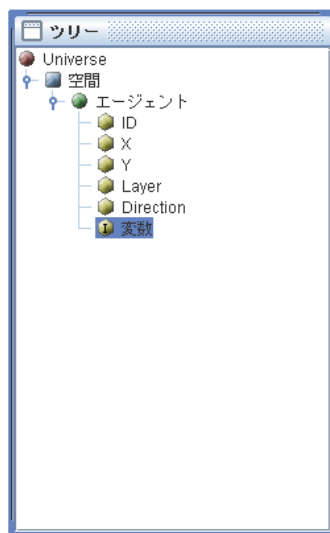 ツリー
Universe
空間
エージェント
ID
X
Y
Layer
Direction
I 変数